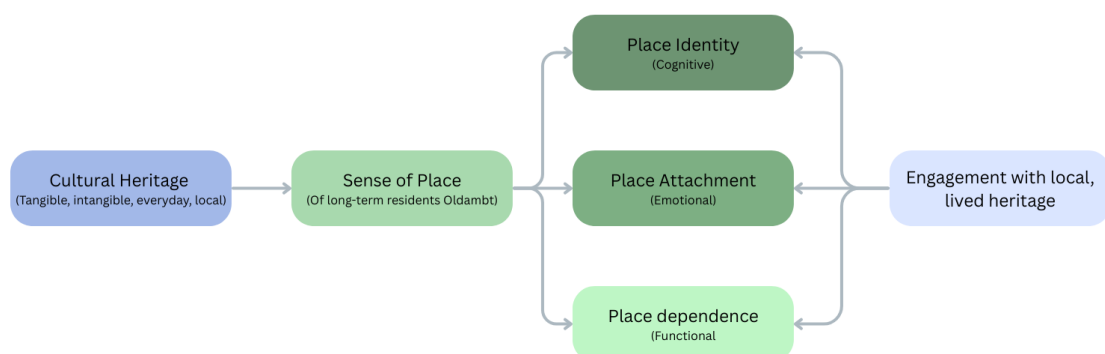 Cultural Heritage
(Tangible, intangible, everyday, local)
Sense of Place
(Of long-term residents Oldambt)
Place Identity
(Cognitive)
Place Attachment
(Emotional)
Place dependence
(Functional
Engagement with local,
lived heritage